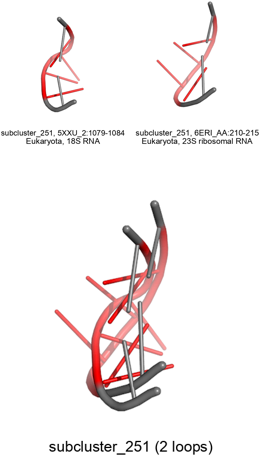 subcluster_251, 5XXU_2:1079-1084
Eukaryota, 18S RNA
subcluster_251, 6ERI_AA:210-215
Eukaryota, 23S ribosomal RNA
subcluster_251 (2 loops)